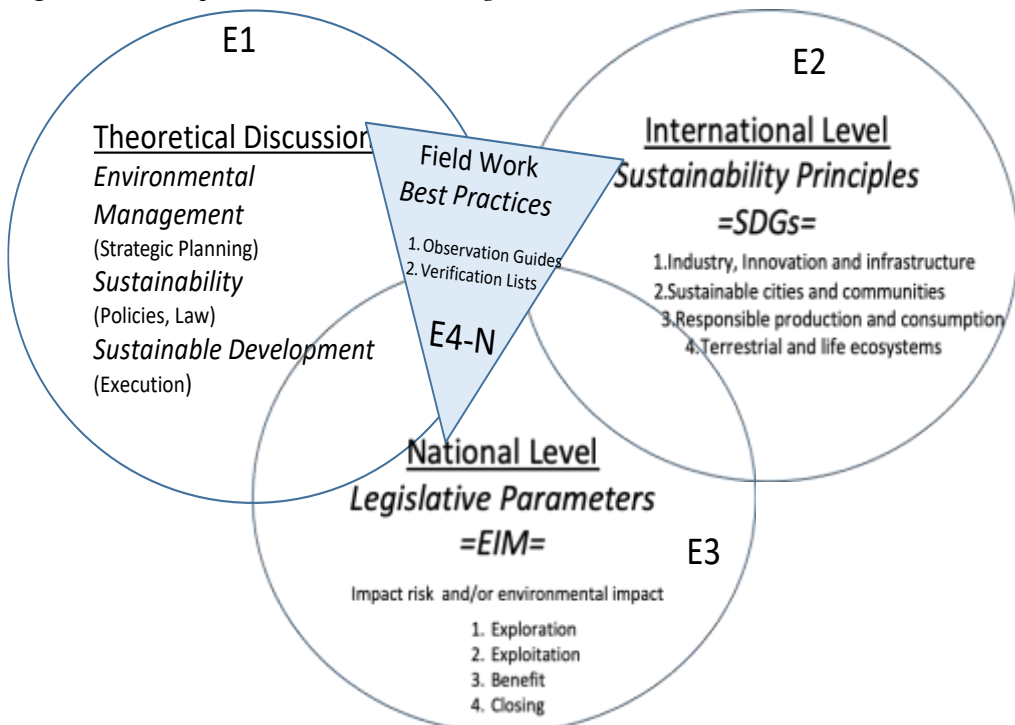 E1
Theoretical Discussion
Environmental
Management
(Strategic Planning)
Sustainability
(Policies, Law)
Sustainable Development
(Execution)
Field Work
Best Practices
1. Observation Guides
2. Verification Lists
E4-N
E2
International Level
Sustainability Principles
=SDGs=
1.Industry, Innovation and infrastructure
2.Sustainable cities and communities
3.Responsible production and consumption
4.Terrestrial and life ecosystems
National Level
Legislative Parameters
=EIM=
E3
Impact risk and/or environmental impact
1. Exploration
2. Exploitation
3. Benefit
4. Closing